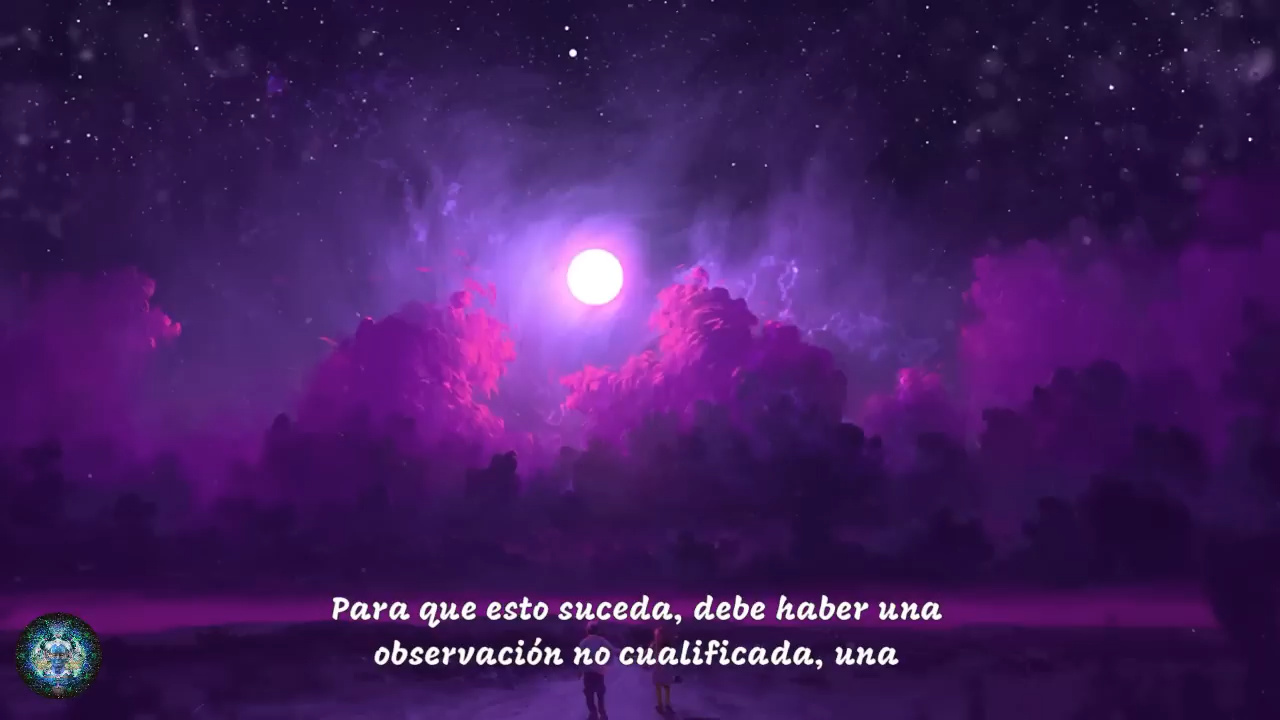 Para que esto suceda, debe haber una
observación no cualificada, una